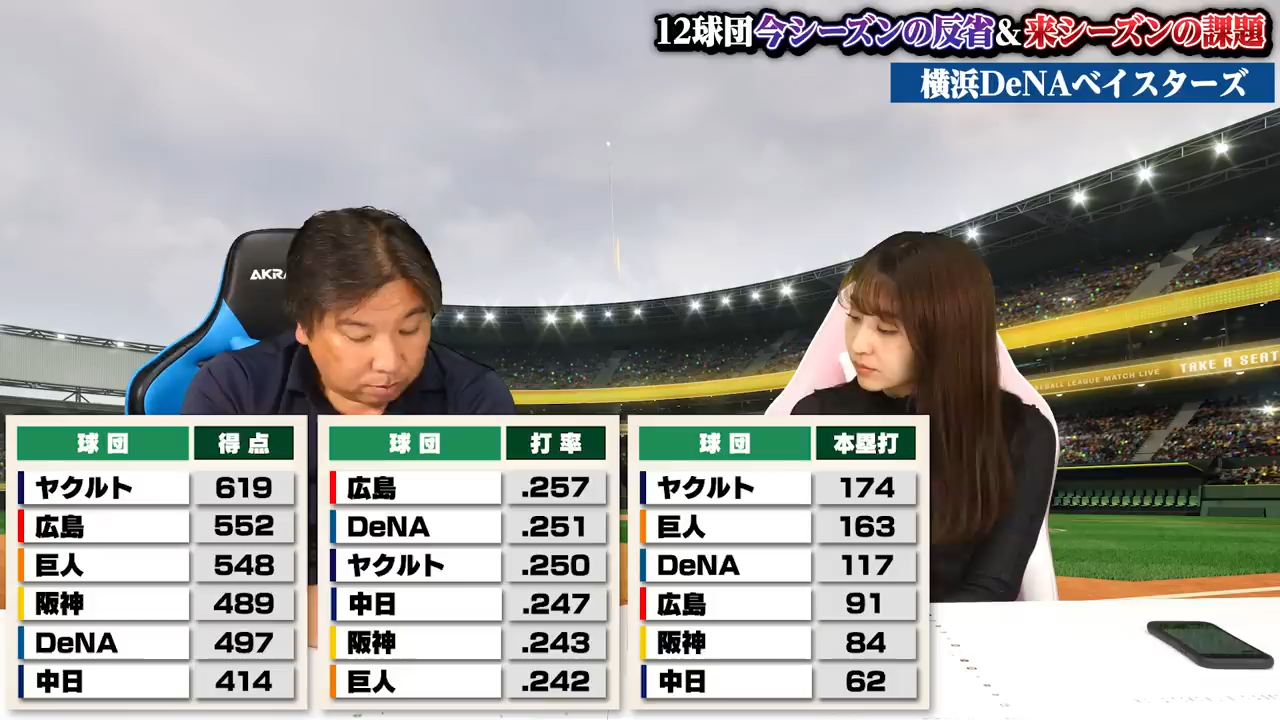 12球団今シーズンの反省&来シーズンの課題
横浜DeNAベイスターズ
AKRA
TAKE A SEAT
BASEBALL LEAGUE MATCH LIVE
球団 得点
ヤクルト 619
広島 552
巨人 548
阪神 489
DeNA 497
中日 414
球団 打率
広島 .257
DeNA .251
ヤクルト .250
中日 .247
阪神 .243
巨人 .242
球団 本塁打
ヤクルト 174
巨人 163
DeNA 117
広島 91
阪神 84
中日 62